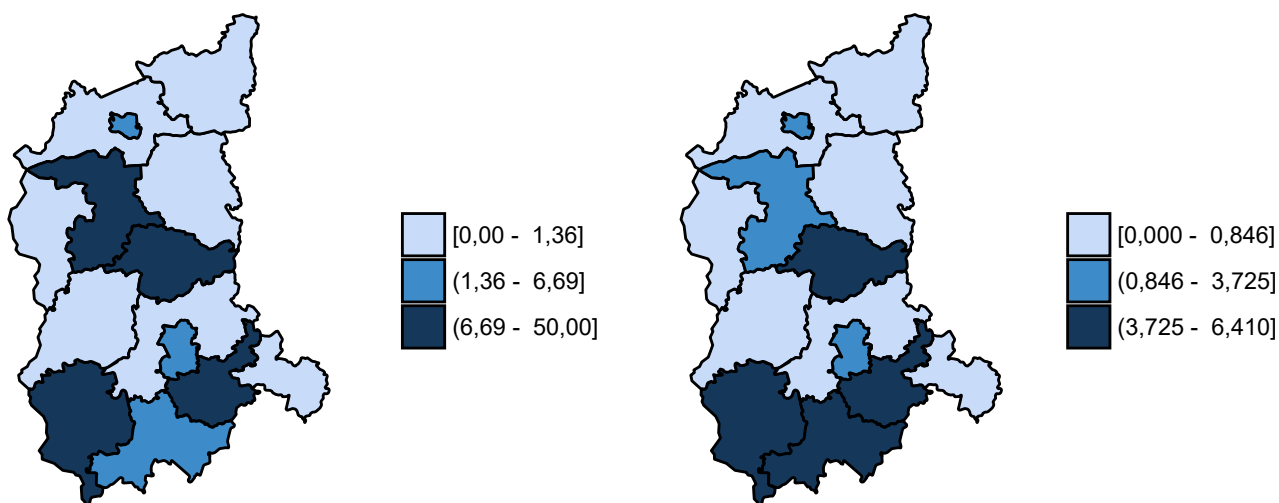 [0,00 - 1,36]
(1,36 - 6,69]
(6,69 - 50,00]
[0,000 - 0,846]
(0,846 - 3,725]
(3,725 - 6,410]